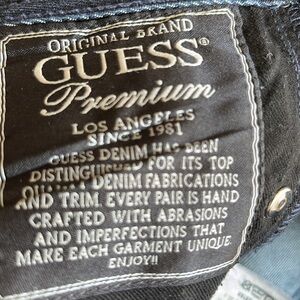 ORIGINAL BRAND
GUESS®
Premium
LOS ANGELES
SINCE 1981
GUESS DENIM HAS BEEN
DISTINGUISHED FOR ITS TOP
DENIM FABRICATIONS
AND TRIM. EVERY PAIR IS HAND
CRAFTED WITH ABRASIONS
AND IMPERFECTIONS THAT
MAKE EACH GARMENT UNIQUE.
ENJOY!!